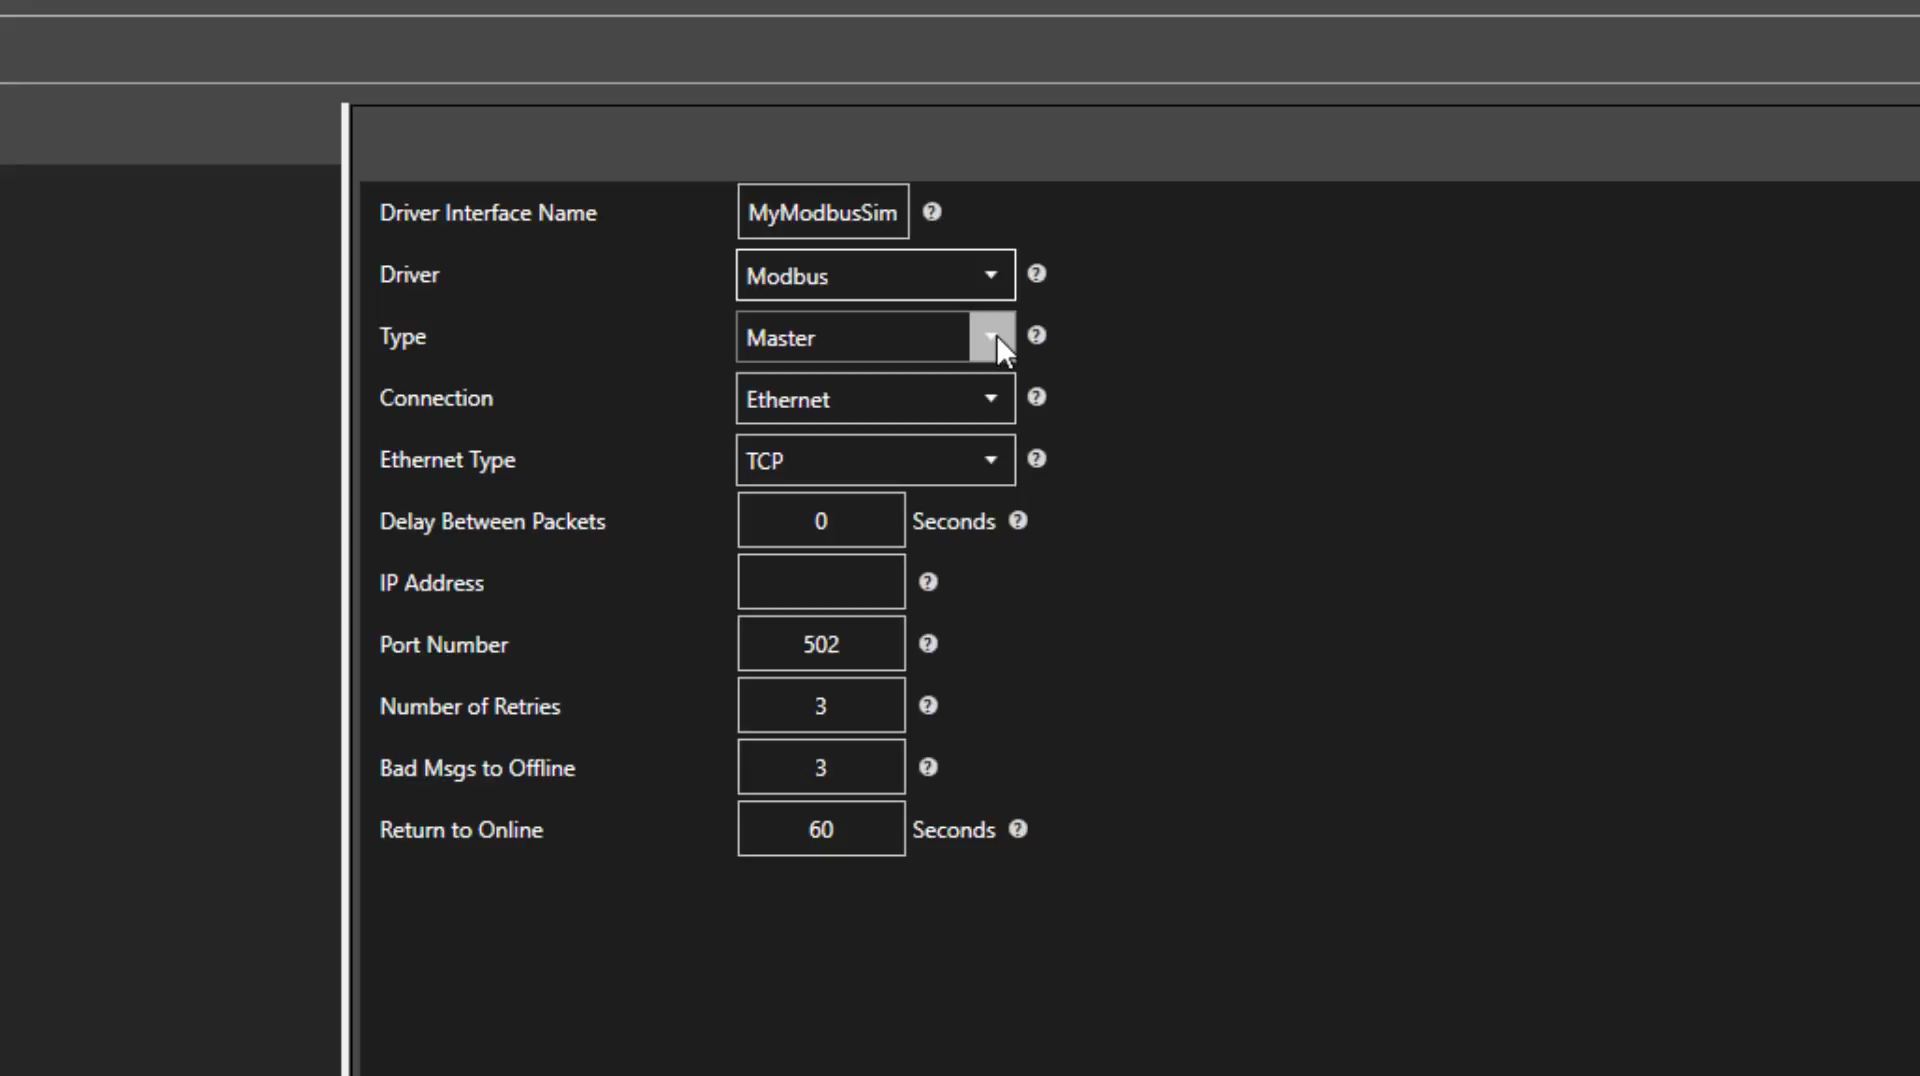 Driver Interface Name MyModbusSim
Driver Modbus
Type Master
Connection Ethernet
Ethernet Type TCP
Delay Between Packets 0 Seconds
IP Address
Port Number 502
Number of Retries 3
Bad Msgs to Offline 3
Return to Online 60 Seconds